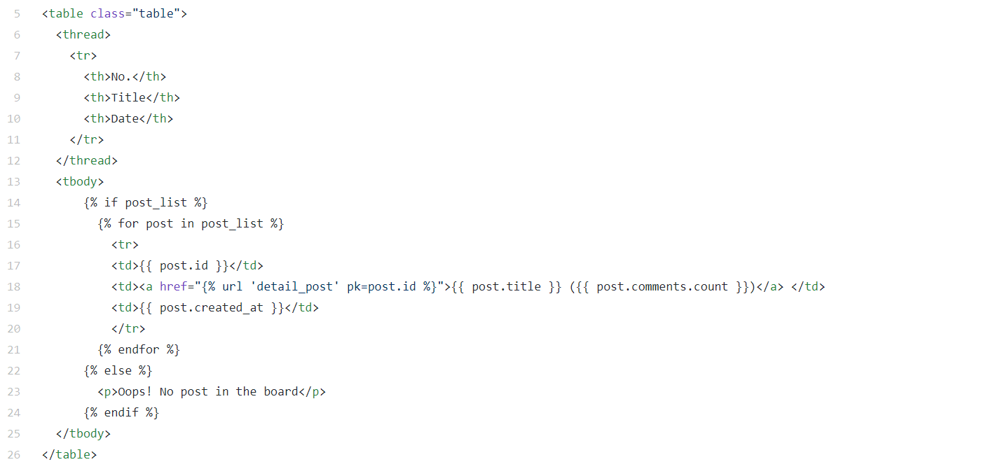 5 <table class="table">
6 <thread>
7 <tr>
8 <th>No.</th>
9 <th>Title</th>
10 <th>Date</th>
11 </tr>
12 </thread>
13 <tbody>
14 {% if post_list %}
15 {% for post in post_list %}
16 <tr>
17 <td>{{ post.id }}</td>
18 <td><a href="{% url 'detail_post' pk=post.id %}">{{ post.title }} ({{ post.comments.count }})</a> </td>
19 <td>{{ post.created_at }}</td>
20 </tr>
21 {% endfor %}
22 {% else %}
23 <p>Oops! No post in the board</p>
24 {% endif %}
25 </tbody>
26 </table>